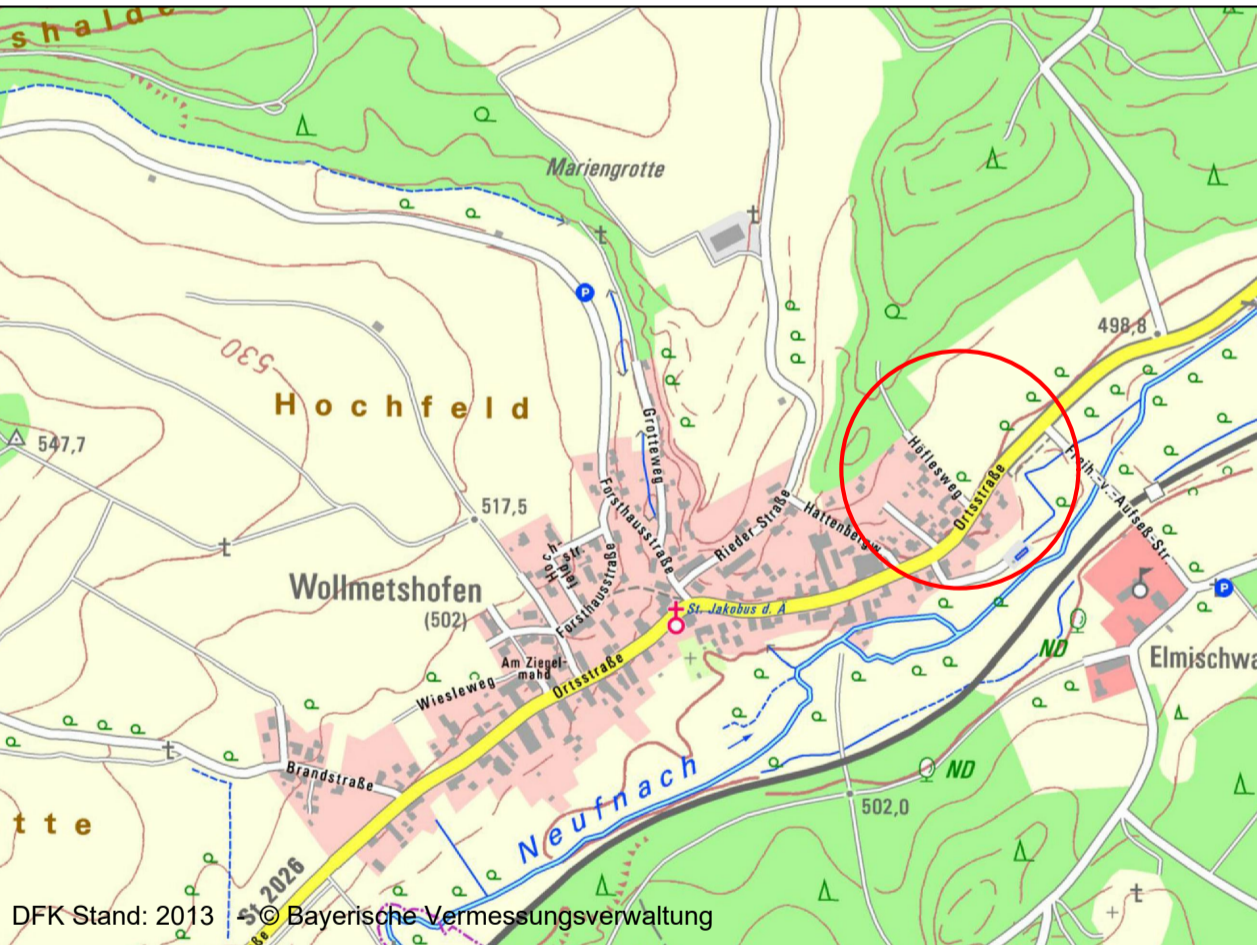 shalde
Mariengrotte
498,8
530
Hochfeld
547,7
517,5
Grotteweg
Höflesweg
Freih.-v.-Aufseß-Str.
Forsthausstraße
Rieder-Straße
Hattenbergw.
Ortsstraße
Hoch-
feld-
str.
Wollmetshofen
(502)
Forsthausstraße
St. Jakobus d. Ä
ND
Elmischwa
Am Ziegel-
mahd
Wiesleweg
Ortsstraße
Brandstraße
Neufnach
ND
502,0
tte
St 2026
ße
P
P
DFK Stand: 2013 - © Bayerische Vermessungsverwaltung